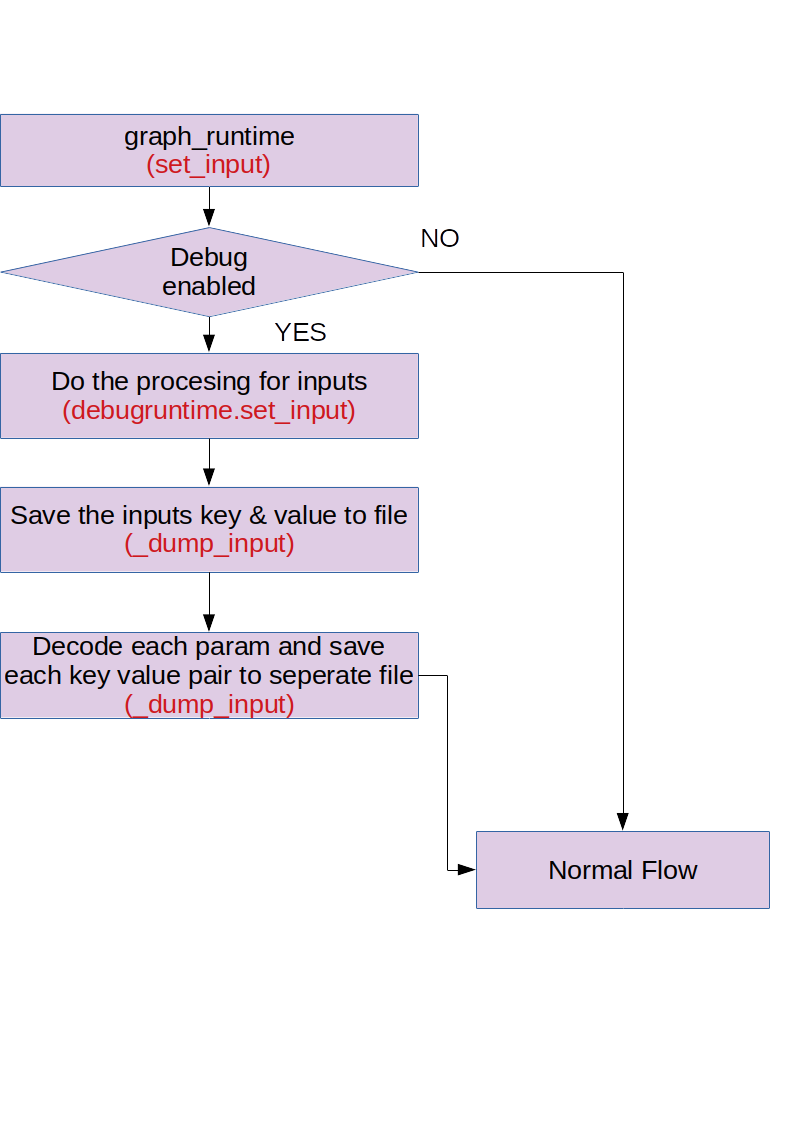 graph_runtime
(set_input)
Debug
enabled
NO
YES
Do the procesing for inputs
(debugruntime.set_input)
Save the inputs key & value to file
(_dump_input)
Decode each param and save
each key value pair to seperate file
(_dump_input)
Normal Flow